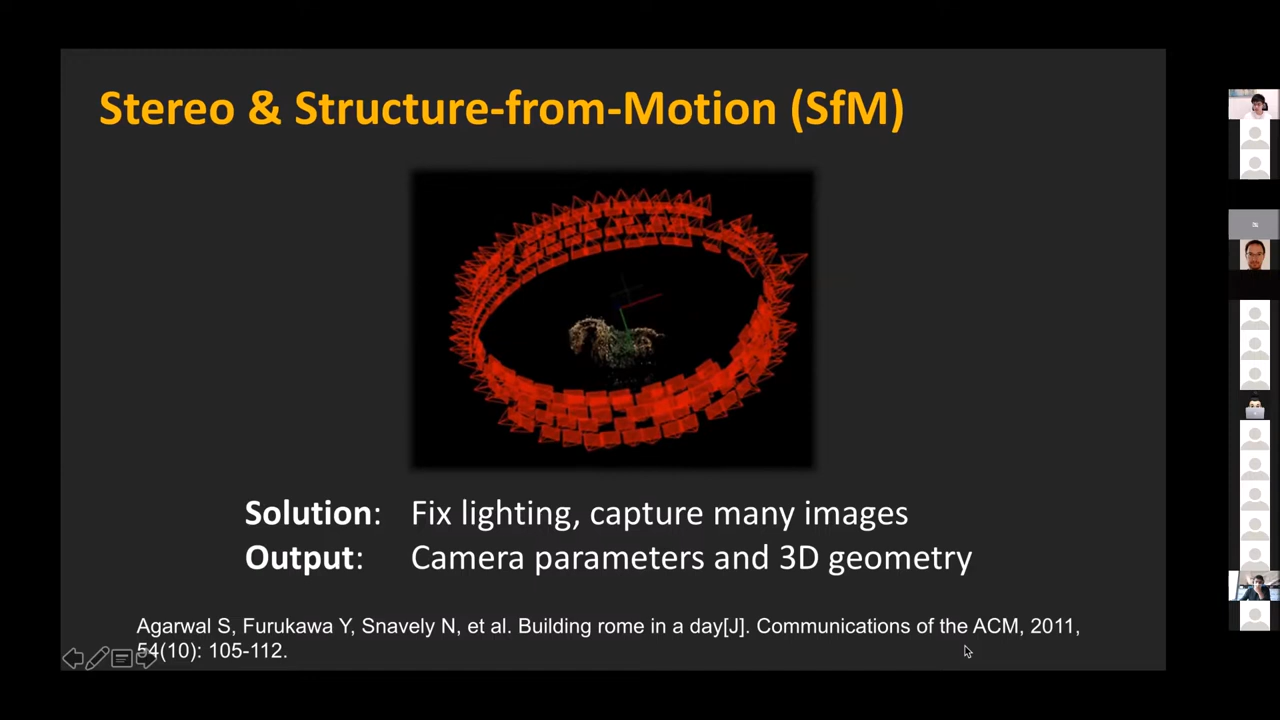 Stereo & Structure-from-Motion (SfM)
Solution: Fix lighting, capture many images
Output: Camera parameters and 3D geometry
Agarwal S, Furukawa Y, Snavely N, et al. Building rome in a day[J]. Communications of the ACM, 2011,
54(10): 105-112.